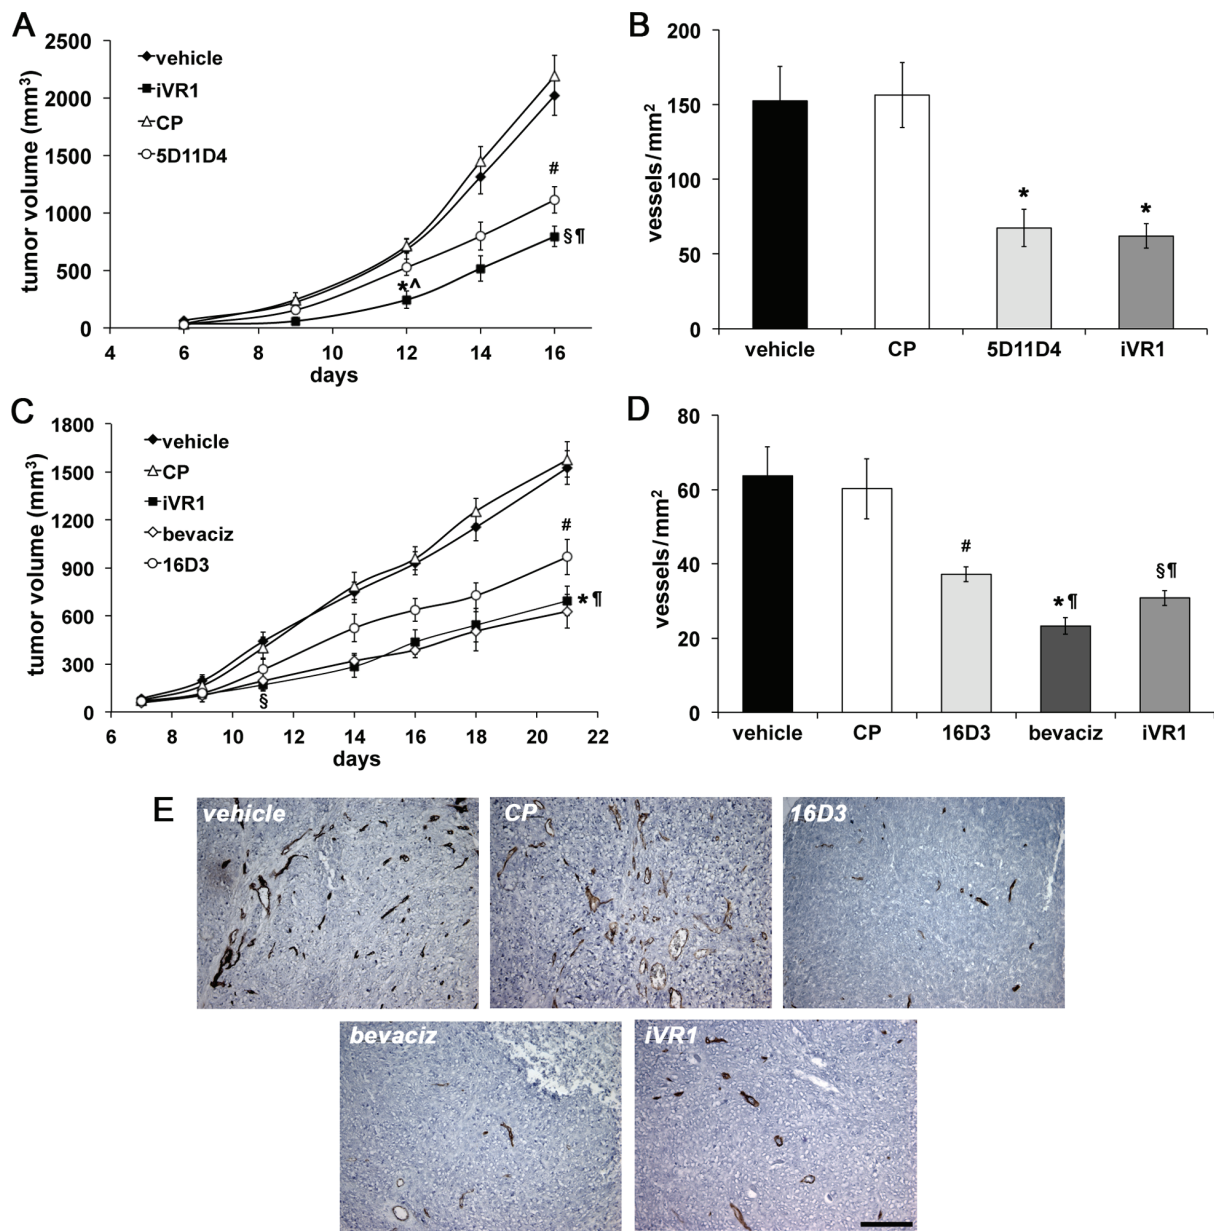 A
tumor volume (mm³)
2500
2000
1500
1000
500
0
4 6 8 10 12 14 16
days
vehicle
iVR1
CP
5D11D4
#
§¶
*^
B
vessels/mm²
200
150
100
50
0
* *
vehicle CP 5D11D4 iVR1
C
tumor volume (mm³)
1800
1500
1200
900
600
300
0
6 8 10 12 14 16 18 20 22
days
vehicle
CP
iVR1
bevaciz
16D3
#
*¶
§
D
vessels/mm²
80
60
40
20
0
# *¶ §¶
vehicle CP 16D3 bevaciz iVR1
E
vehicle CP 16D3
bevaciz iVR1